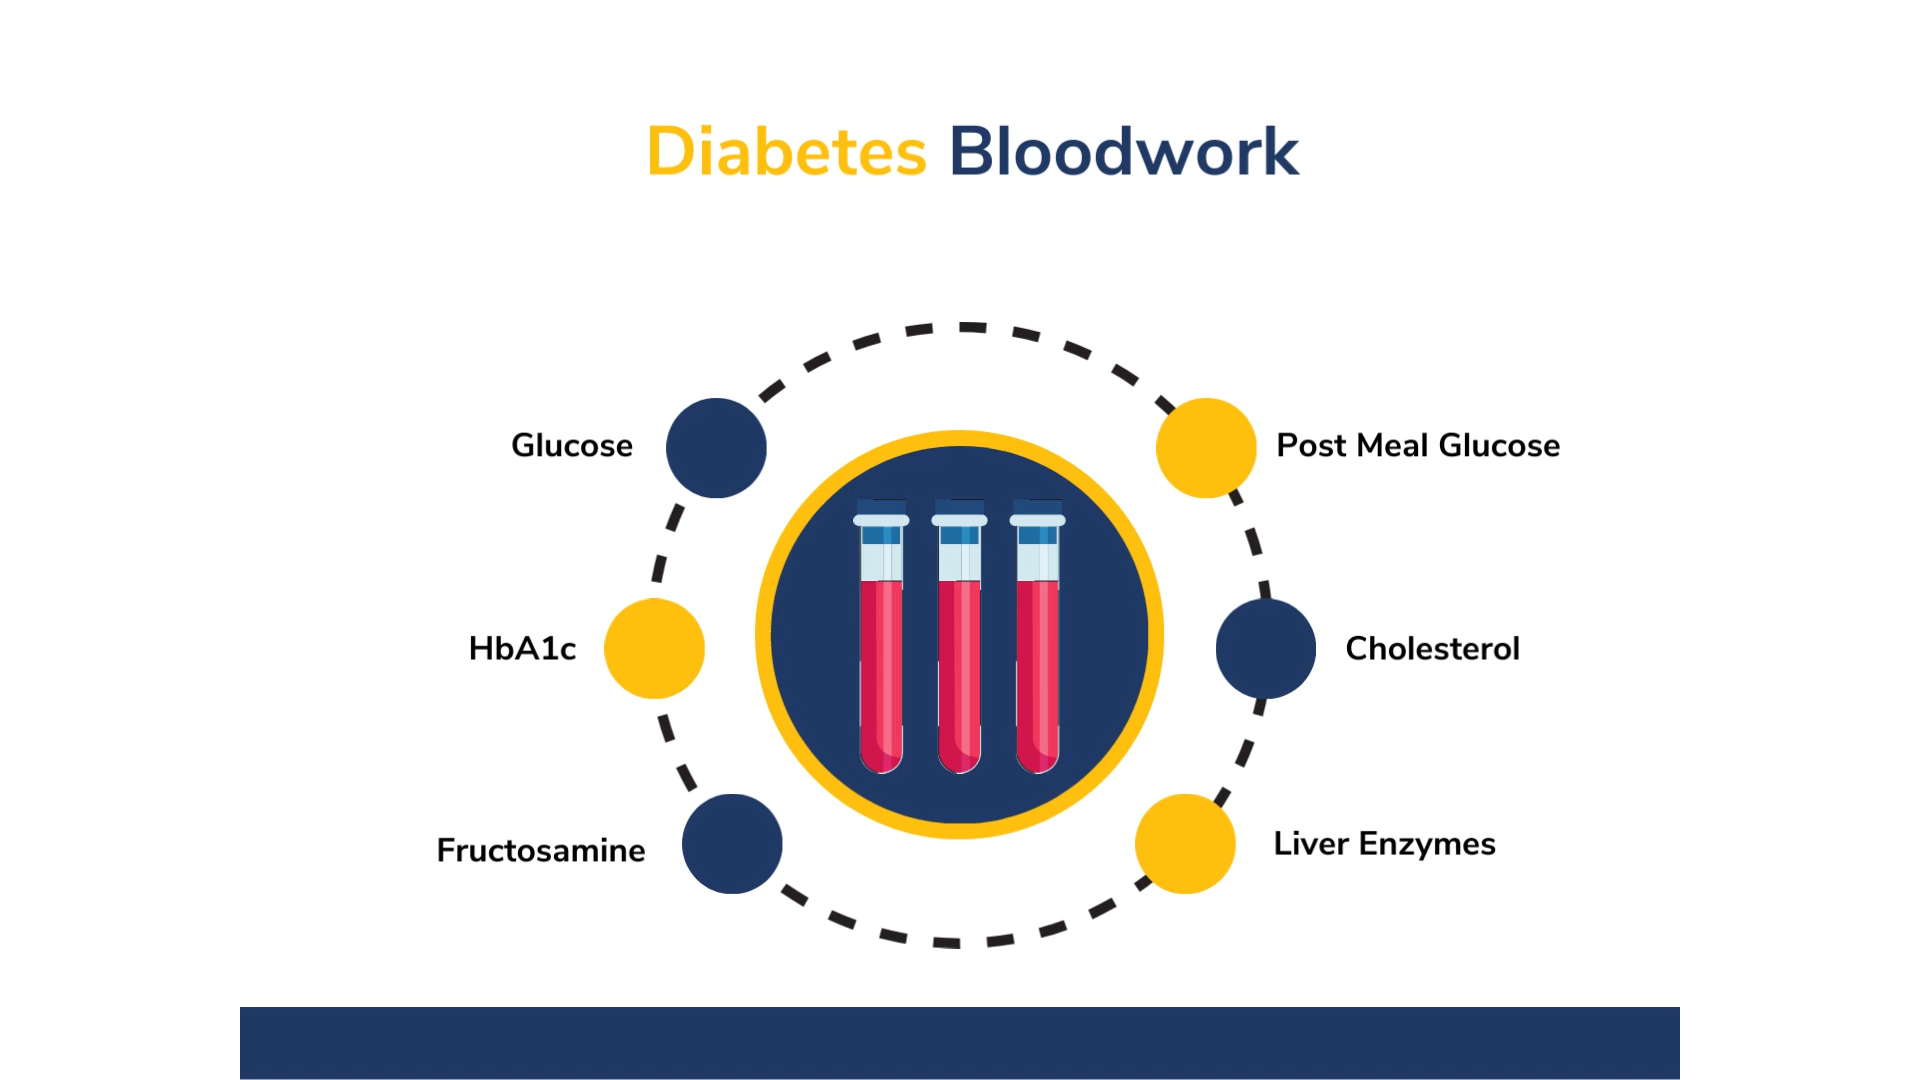 Diabetes Bloodwork
Glucose
Post Meal Glucose
HbA1c
Cholesterol
Fructosamine
Liver Enzymes